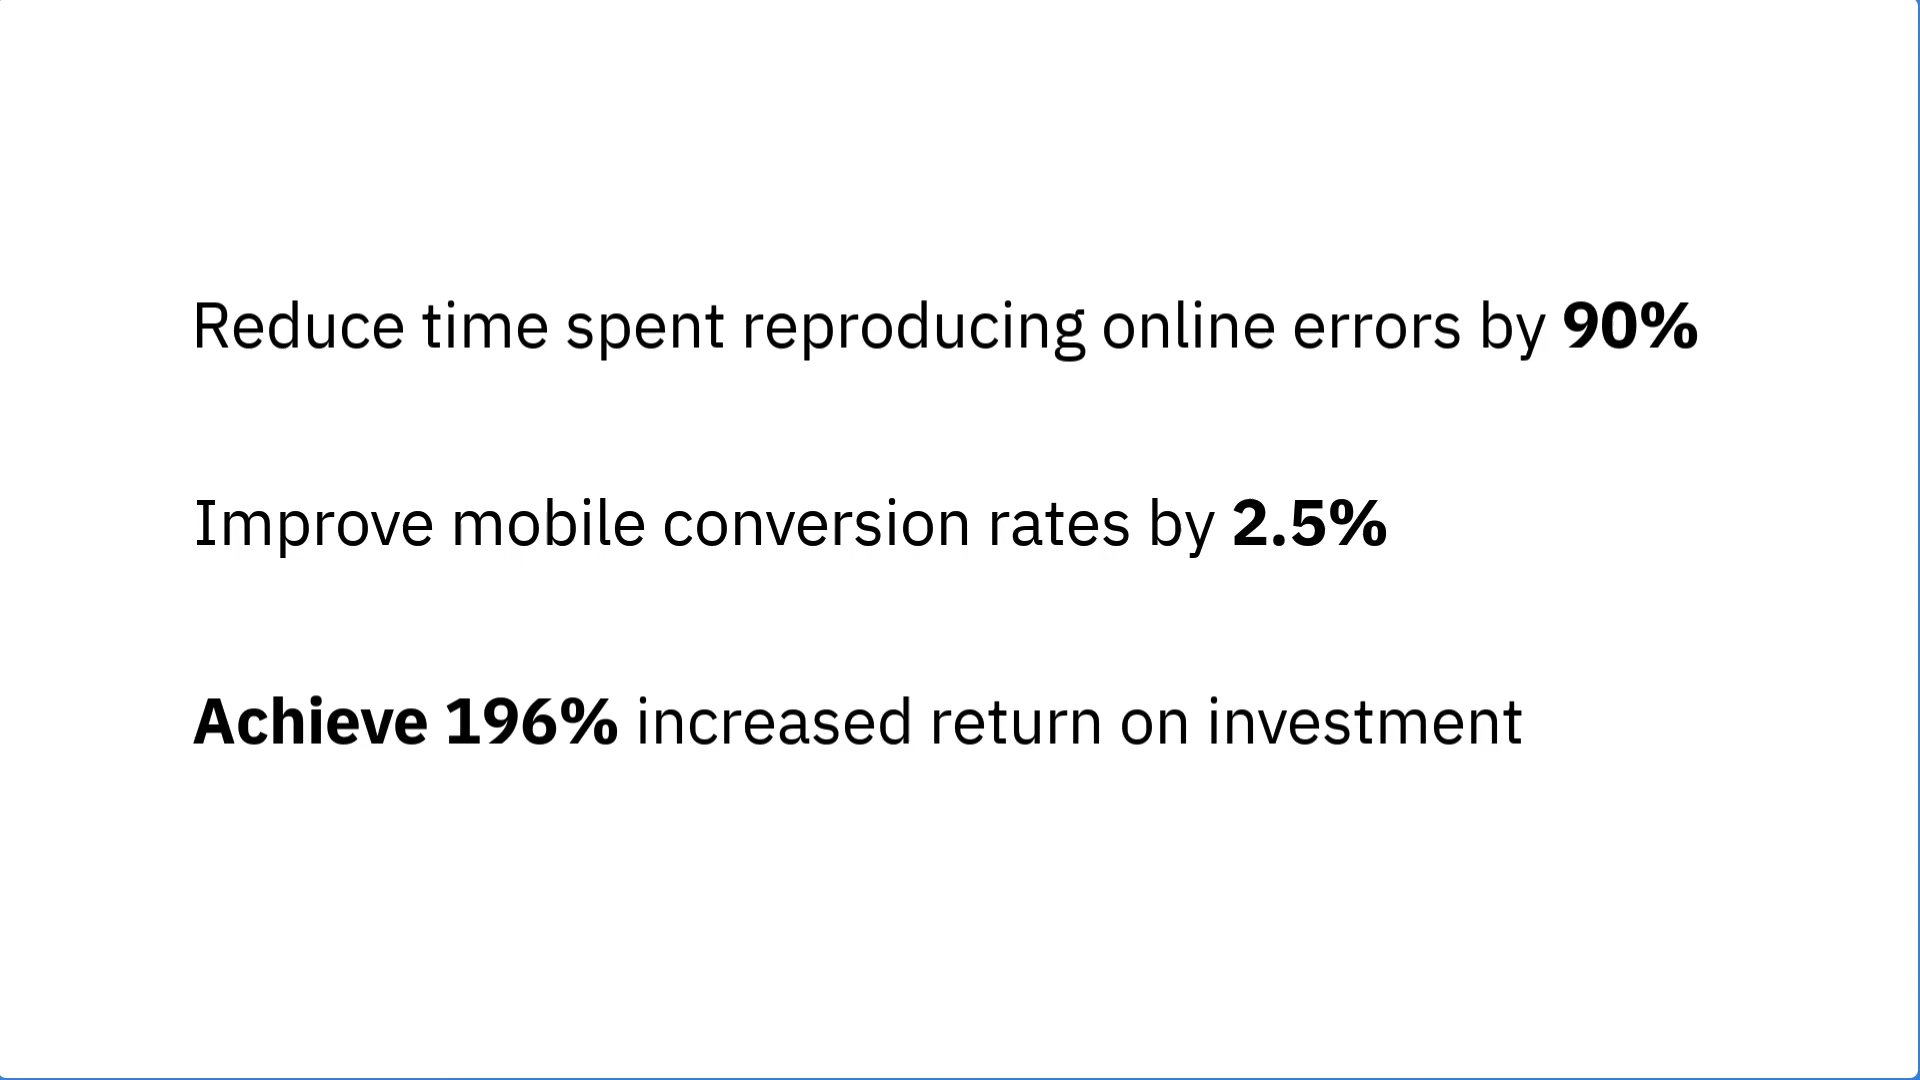 Reduce time spent reproducing online errors by 90%
Improve mobile conversion rates by 2.5%
Achieve 196% increased return on investment